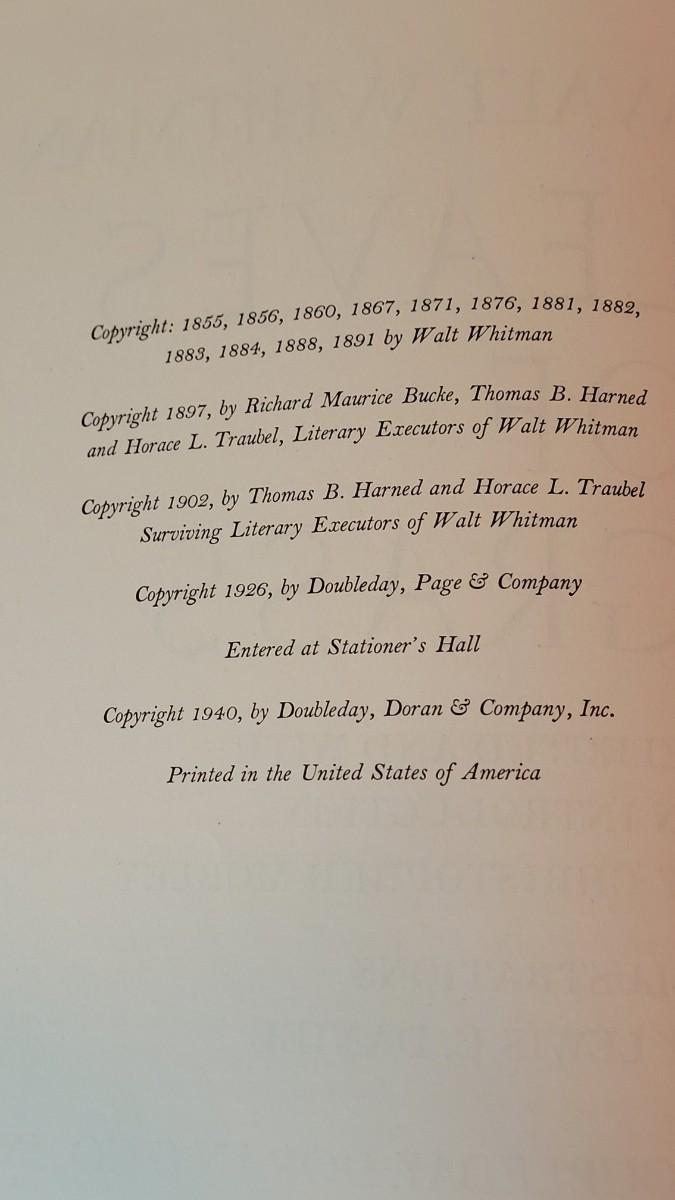 Copyright: 1855, 1856, 1860, 1867, 1871, 1876, 1881, 1882,
1883, 1884, 1888, 1891 by Walt Whitman
Copyright 1897, by Richard Maurice Bucke, Thomas B. Harned
and Horace L. Traubel, Literary Executors of Walt Whitman
Copyright 1902, by Thomas B. Harned and Horace L. Traubel
Surviving Literary Executors of Walt Whitman
Copyright 1926, by Doubleday, Page & Company
Entered at Stationer's Hall
Copyright 1940, by Doubleday, Doran & Company, Inc.
Printed in the United States of America